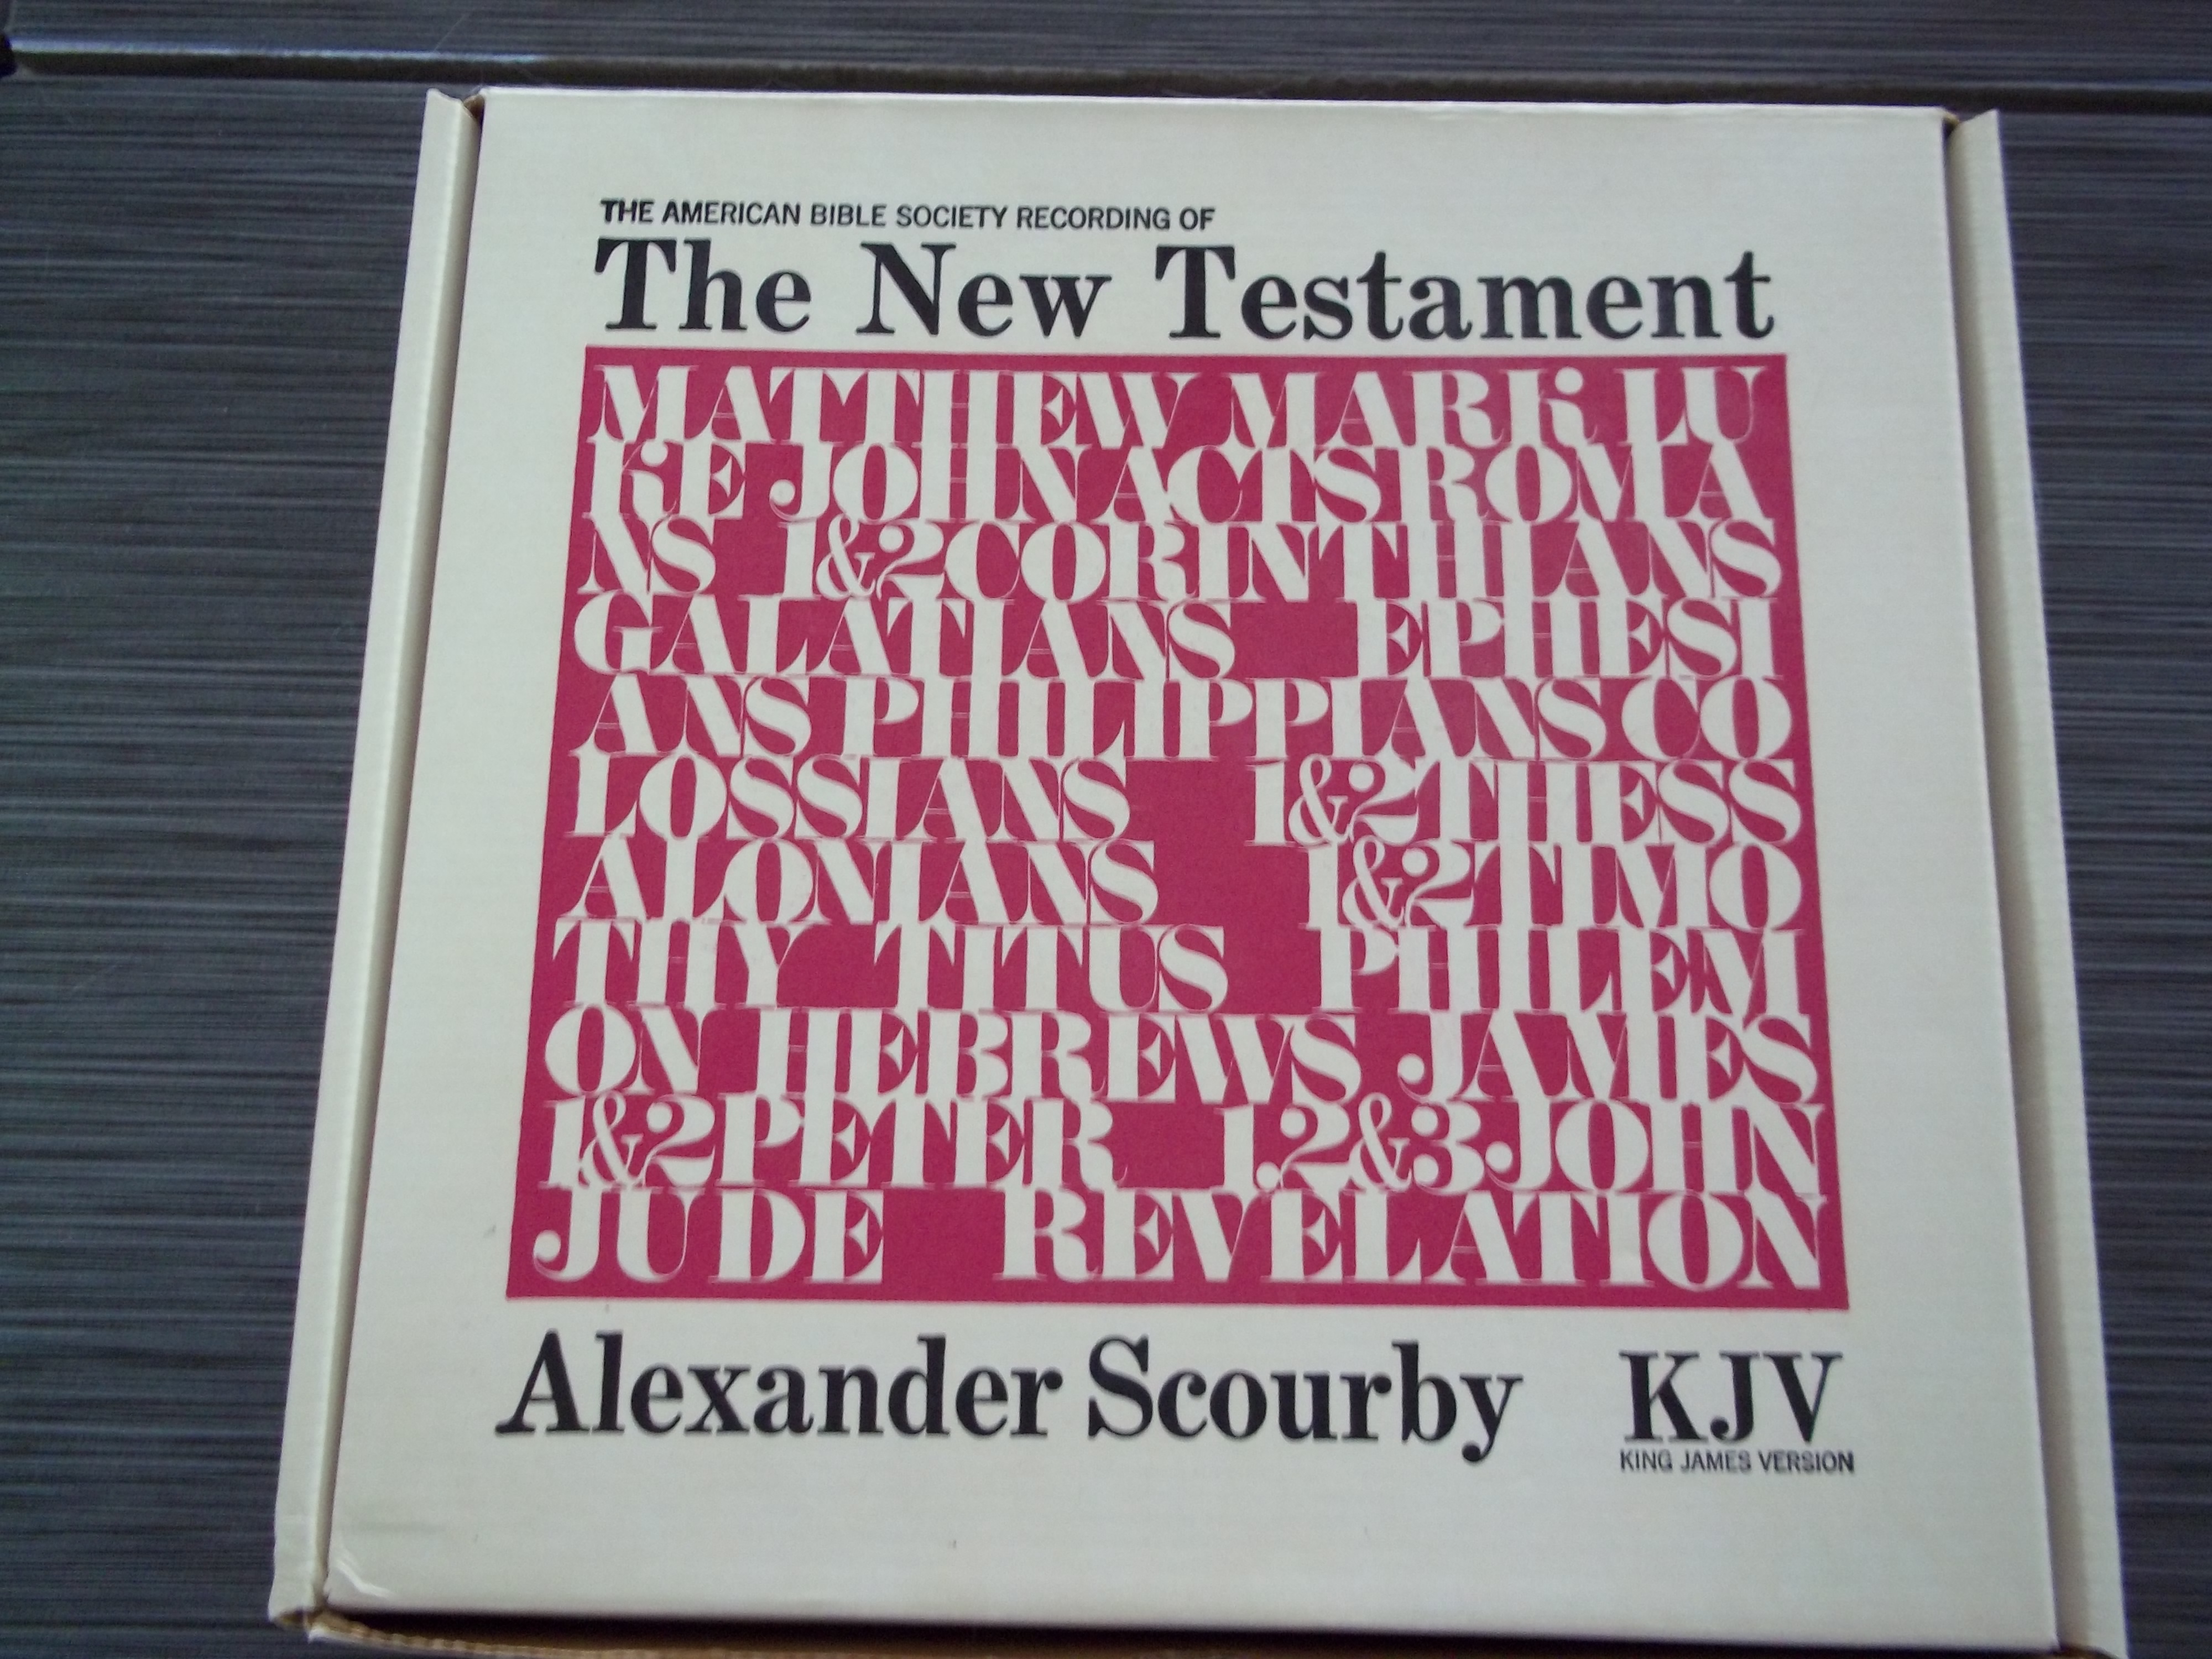 THE AMERICAN BIBLE SOCIETY RECORDING OF
The New Testament
MATTHEW MARK LU
KE JOHN ACTS ROMA
NS 1&2 CORINTHIANS
GALATIANS EPHESI
ANS PHILIPPIANS CO
LOSSIANS 1&2 THESS
ALONIANS 1&2 TIMO
THY TITUS PHILEM
ON HEBREWS JAMES
1&2 PETER 1.2&3 JOHN
JUDE REVELATION
Alexander Scourby KJV
KING JAMES VERSION